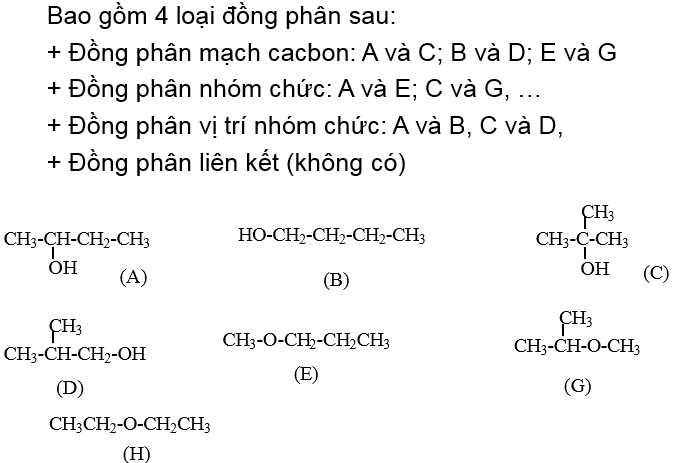 Bao gồm 4 loại đồng phân sau:
+ Đồng phân mạch cacbon: A và C; B và D; E và G
+ Đồng phân nhóm chức: A và E; C và G, …
+ Đồng phân vị trí nhóm chức: A và B, C và D,
+ Đồng phân liên kết (không có)
CH3
CH3-CH-CH2-CH3
HO-CH2-CH2-CH2-CH3
CH3-C-CH3
OH
(A)
(B)
OH
(C)
CH3
CH3
CH3-CH-CH2-OH
CH3-O-CH2-CH2CH3
CH3-CH-O-CH3
(D)
(E)
(G)
CH3CH2-O-CH2CH3
(H)